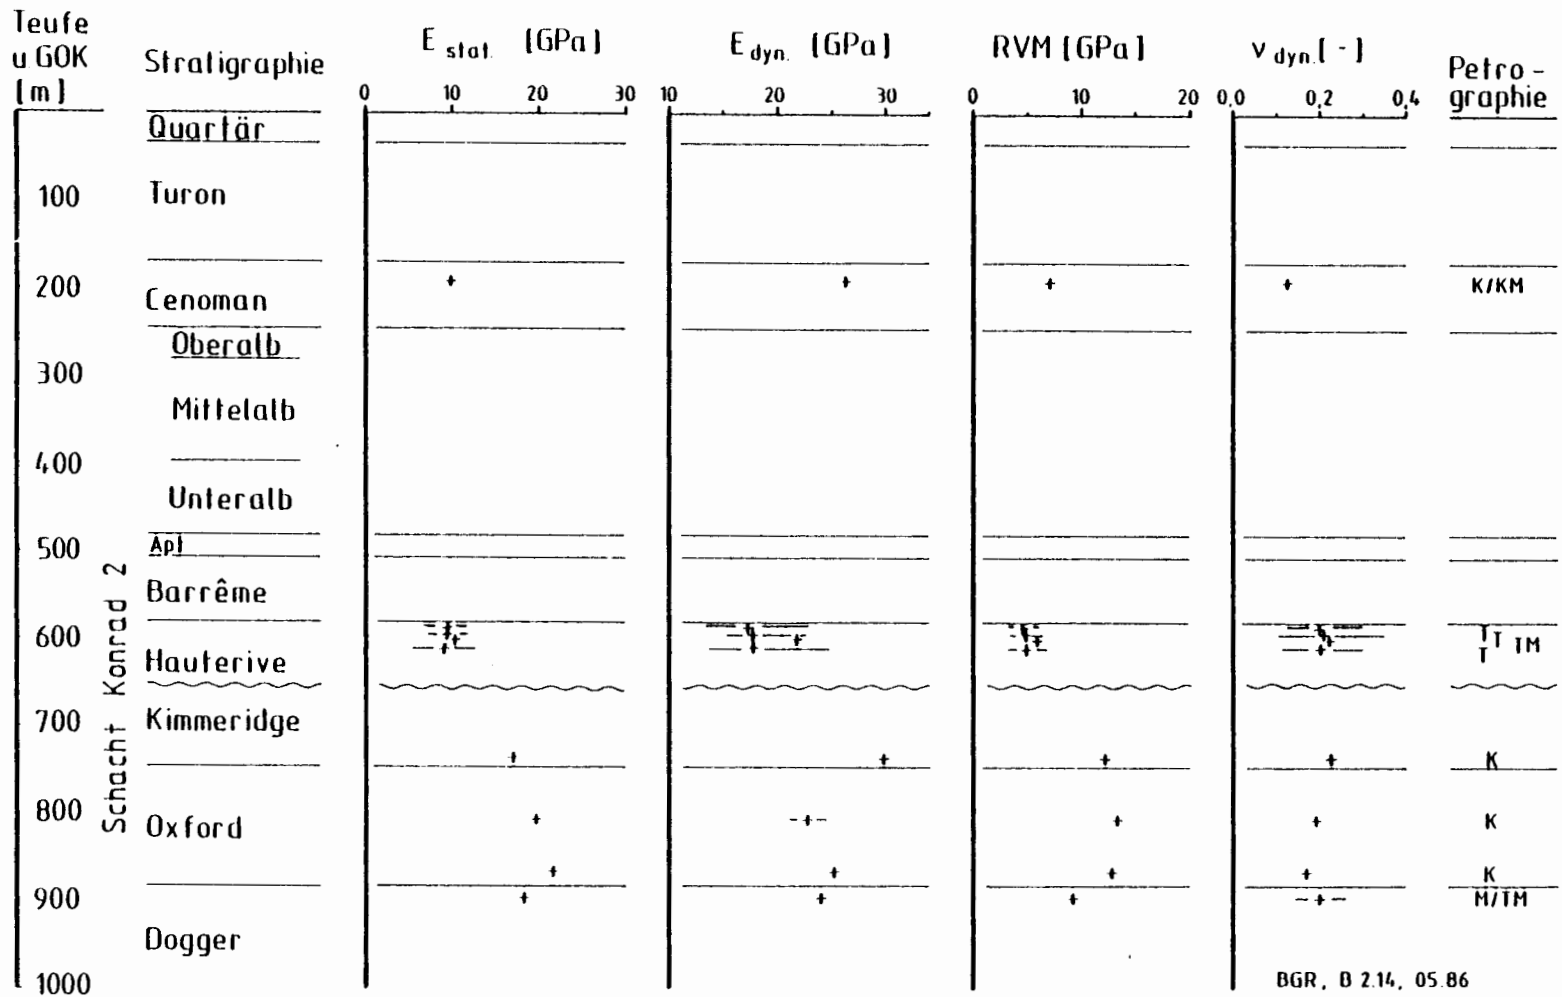 Teufe
u GOK
[m]
Stratigraphie
E stat. [GPa]
E dyn. [GPa]
RVM [GPa]
ν dyn. [-]
Petro-
graphie
0 10 20 30
10 20 30
0 10 20
0,0 0,2 0,4
Quartär
100
Turon
200
Cenoman
K/KM
Oberalb
300
Mittelalb
400
Unteralb
500
Apt
Barrême
600
T
T TM
T
Hauterive
700
Kimmeridge
K
800
Oxford
K
K
900
M/TM
Dogger
1000
Schacht Konrad 2
BGR, B 2.14, 05.86